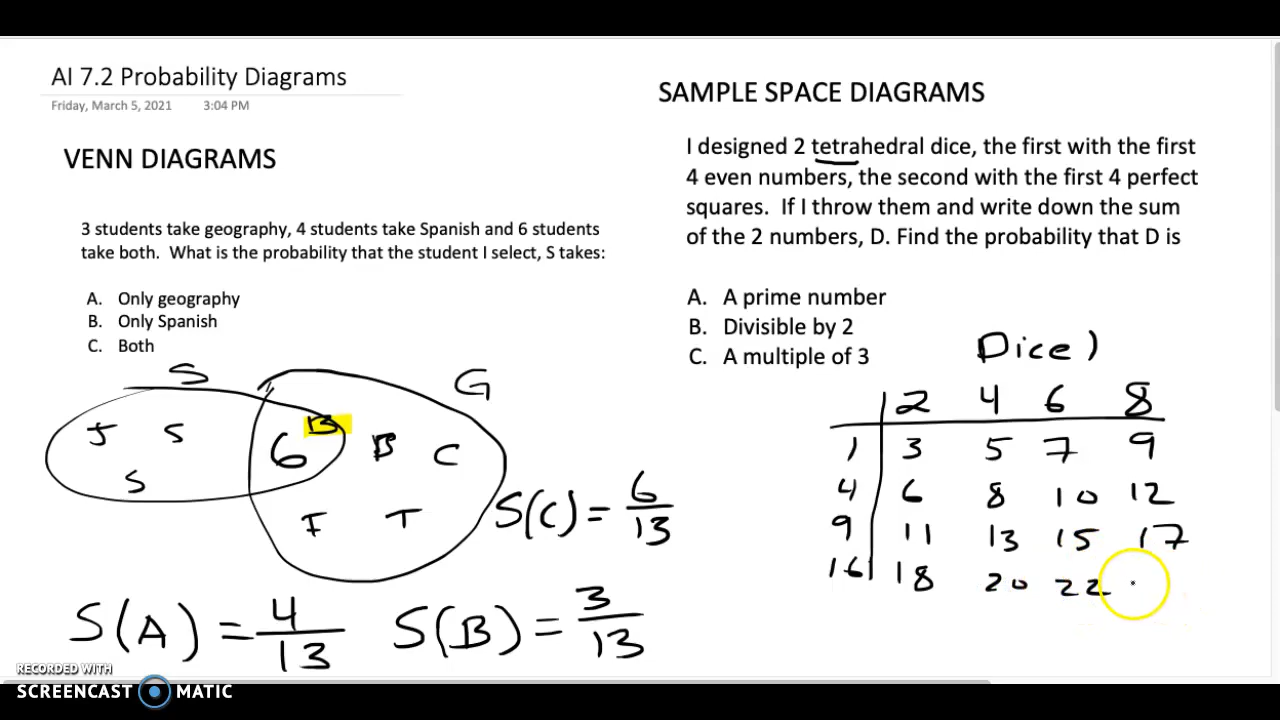 AI 7.2 Probability Diagrams
Friday, March 5, 2021 3:04 PM
VENN DIAGRAMS
3 students take geography, 4 students take Spanish and 6 students
take both. What is the probability that the student I select, S takes:
A. Only geography
B. Only Spanish
C. Both
S
G
S
S
6
13
B
C
F
T
S(C) = 6/13
S(A) = 4/13
S(B) = 3/13
SAMPLE SPACE DIAGRAMS
I designed 2 tetrahedral dice, the first with the first
4 even numbers, the second with the first 4 perfect
squares. If I throw them and write down the sum
of the 2 numbers, D. Find the probability that D is
A. A prime number
B. Divisible by 2
C. A multiple of 3
Dice 1
2 4 6 8
1 3 5 7 9
4 6 8 10 12
9 11 13 15 17
16 18 20 22
RECORDED WITH
SCREENCAST MATIC